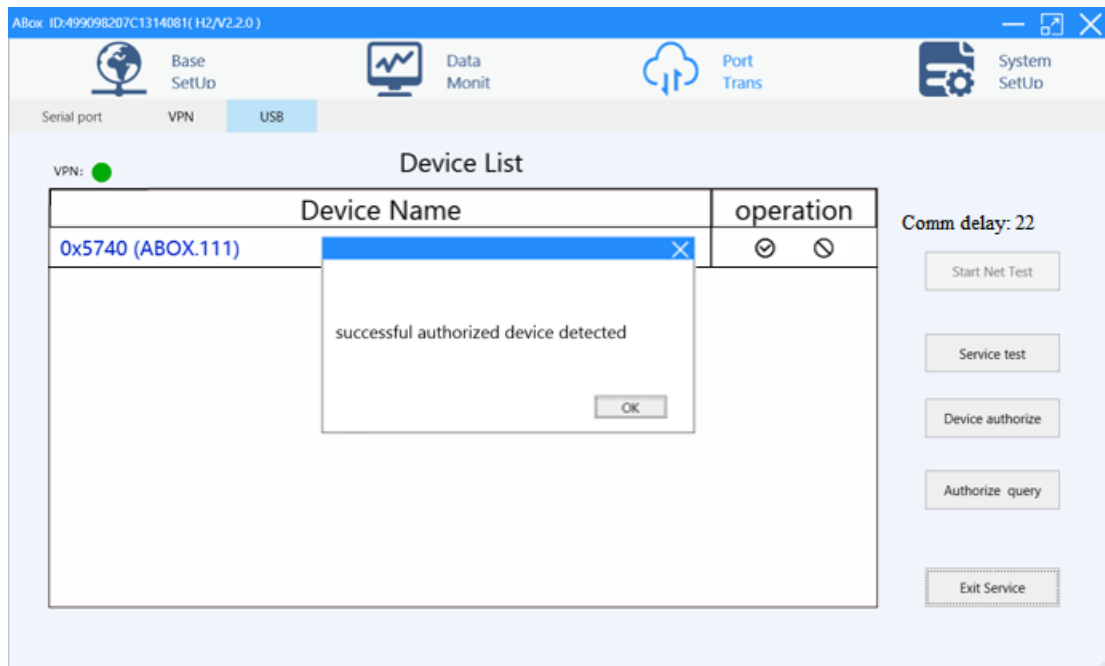 ABox ID:499098207C1314081( H2/V2.2.0 )
Base
SetUp
Data
Monit
Port
Trans
System
SetUp
Serial port
VPN
USB
VPN:
Device List
Device Name
operation
0x5740 (ABOX.111)
successful authorized device detected
OK
Comm delay: 22
Start Net Test
Service test
Device authorize
Authorize query
Exit Service